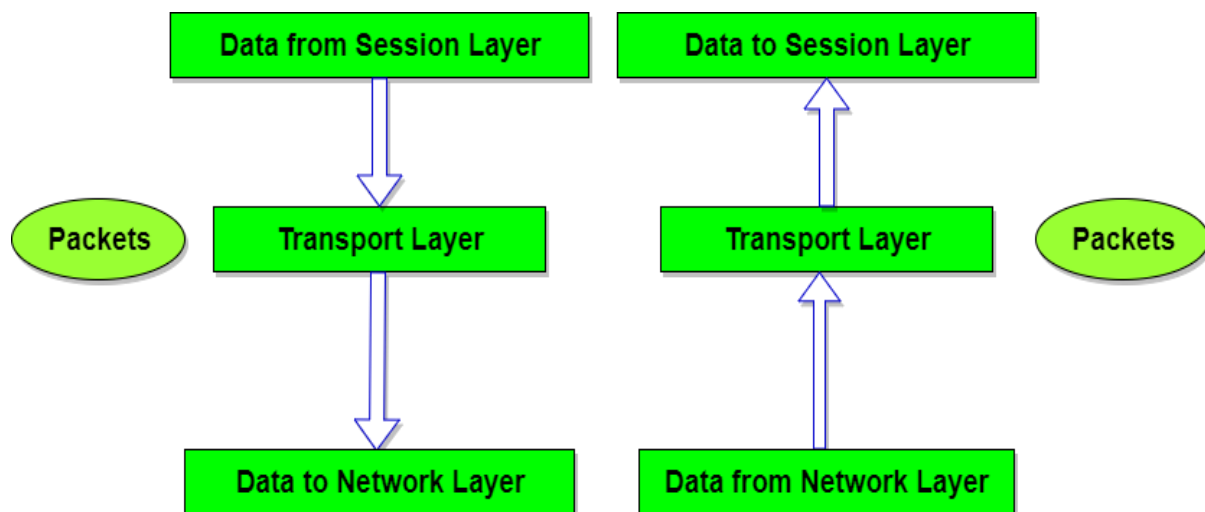 Data from Session Layer
Data to Session Layer
Packets
Transport Layer
Transport Layer
Packets
Data to Network Layer
Data from Network Layer